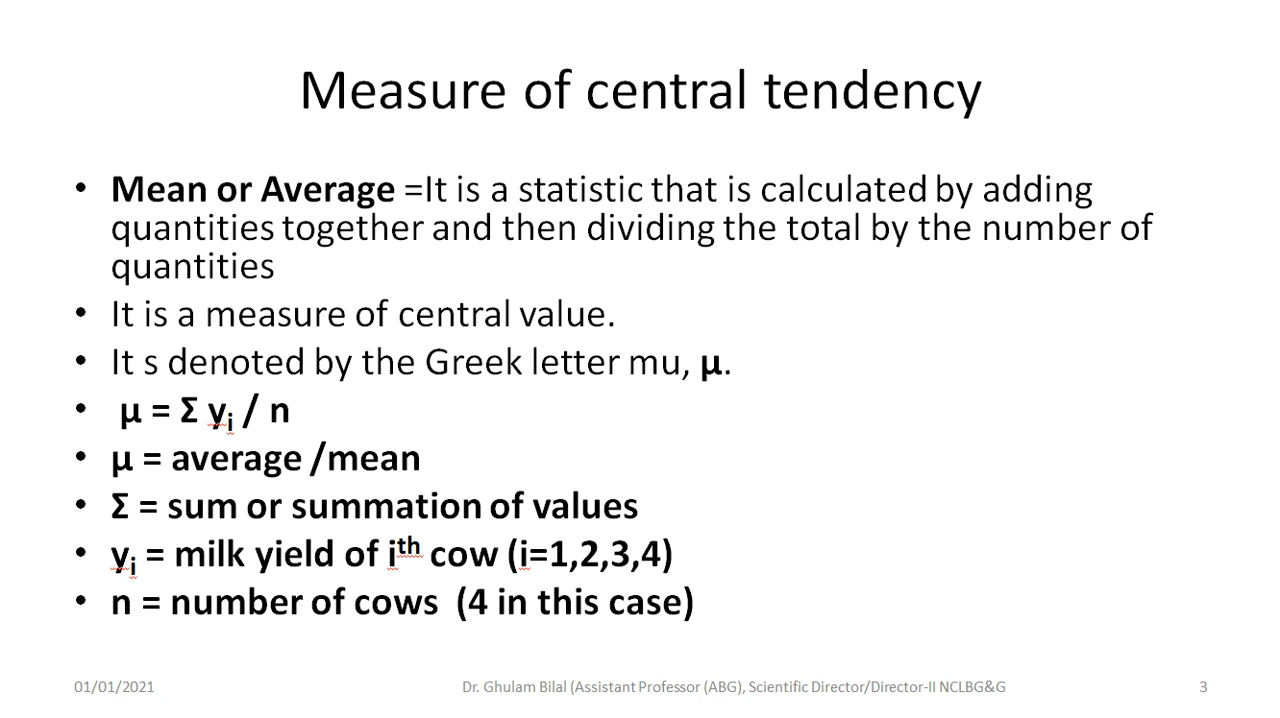 Measure of central tendency
• Mean or Average =It is a statistic that is calculated by adding
quantities together and then dividing the total by the number of
quantities
• It is a measure of central value.
• It s denoted by the Greek letter mu, μ.
• μ = Σ yi / n
• μ = average /mean
• Σ = sum or summation of values
• yi = milk yield of ith cow (i=1,2,3,4)
• n = number of cows (4 in this case)
01/01/2021 Dr. Ghulam Bilal (Assistant Professor (ABG), Scientific Director/Director-II NCLBG&G 3